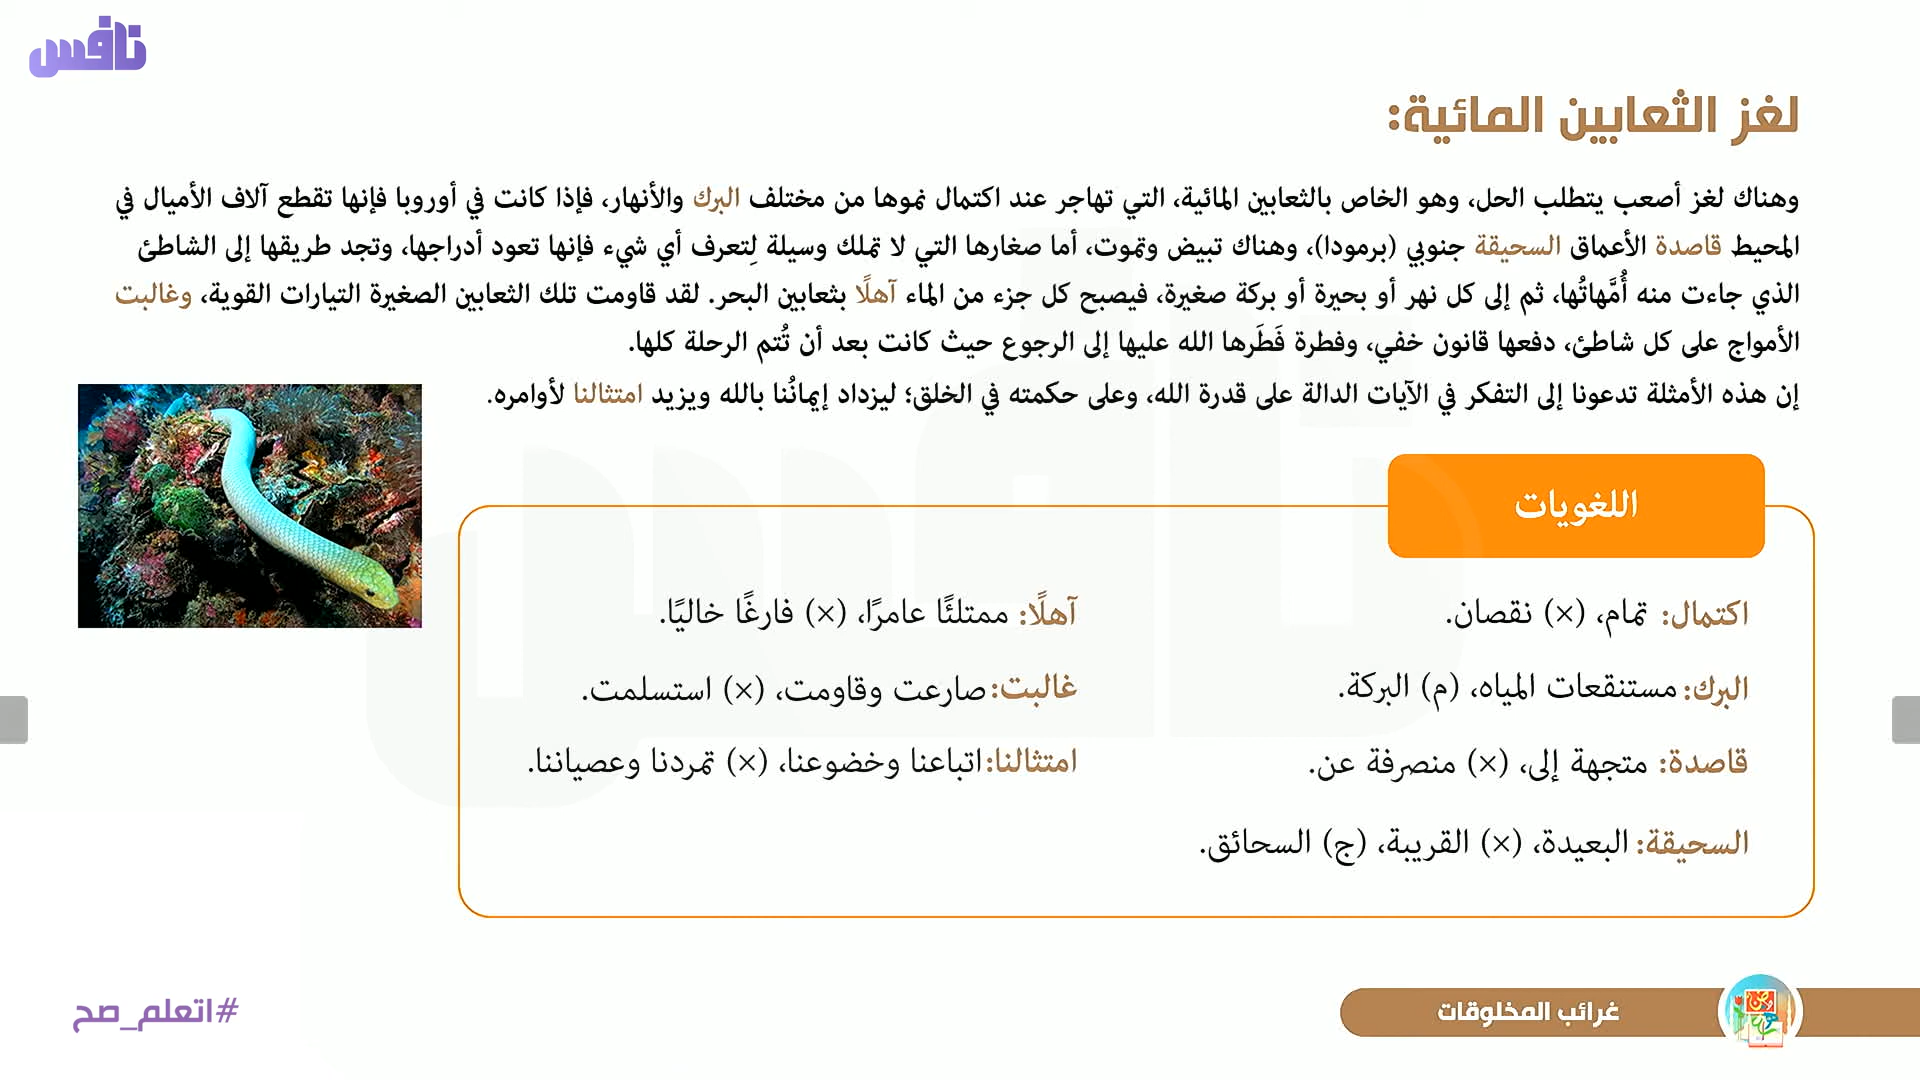 نافس
لغز الثعابين المائية:
وهناك لغز أصعب يتطلب الحل، وهو الخاص بالثعابين المائية، التي تهاجر عند اكتمال نموها من مختلف البرك والأنهار، فإذا كانت في أوروبا فإنها تقطع آلاف الأميال في
المحيط قاصدة الأعماق السحيقة جنوبي (برمودا)، وهناك تبيض وتموت، أما صغارها التي لا تملك وسيلة لِتعرف أي شيء فإنها تعود أدراجها، وتجد طريقها إلى الشاطئ
الذي جاءت منه أُمَّهاتُها، ثم إلى كل نهر أو بحيرة أو بركة صغيرة، فيصبح كل جزء من الماء آهلًا بثعابين البحر. لقد قاومت تلك الثعابين الصغيرة التيارات القوية، وغالبت
الأمواج على كل شاطئ، دفعها قانون خفي، وفطرة فَطَرها الله عليها إلى الرجوع حيث كانت بعد أن تُتم الرحلة كلها.
إن هذه الأمثلة تدعونا إلى التفكر في الآيات الدالة على قدرة الله، وعلى حكمته في الخلق؛ ليزداد إيمانُنا بالله ويزيد امتثالنا لأوامره.
اللغويات
اكتمال: تمام، (×) نقصان.
البرك: مستنقعات المياه، (م) البركة.
قاصدة: متجهة إلى، (×) منصرفة عن.
السحيقة: البعيدة، (×) القريبة، (ج) السحائق.
آهلًا: ممتلئًا عامرًا، (×) فارغًا خاليًا.
غالبت: صارعت وقاومت، (×) استسلمت.
امتثالنا: اتباعنا وخضوعنا، (×) تمردنا وعصياننا.
غرائب المخلوقات
#اتعلم_صح